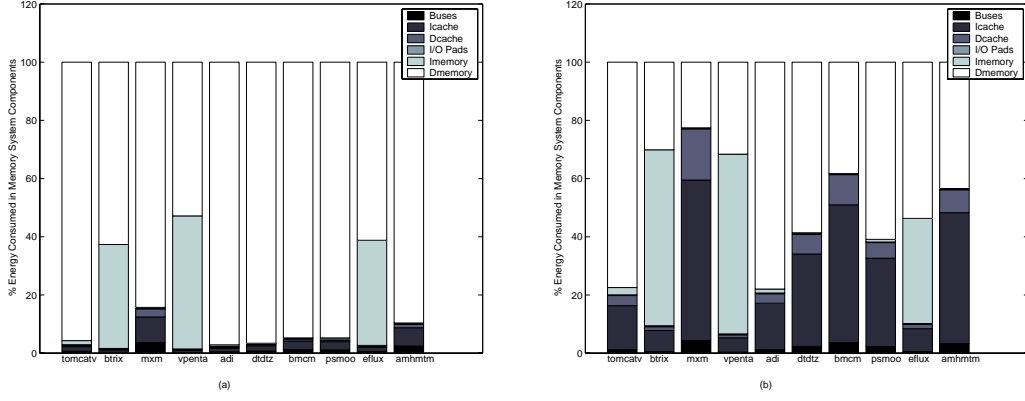 120
100
80
60
40
20
0
% Energy Consumed in Memory System Components
Buses
Icache
Dcache
I/O Pads
Imemory
Dmemory
tomcatv btrix mxm vpenta adi dtdtz bmcm psmoo eflux amhmtm
(a)
120
100
80
60
40
20
0
% Energy Consumed in Memory System Components
Buses
Icache
Dcache
I/O Pads
Imemory
Dmemory
tomcatv btrix mxm vpenta adi dtdtz bmcm psmoo eflux amhmtm
(b)